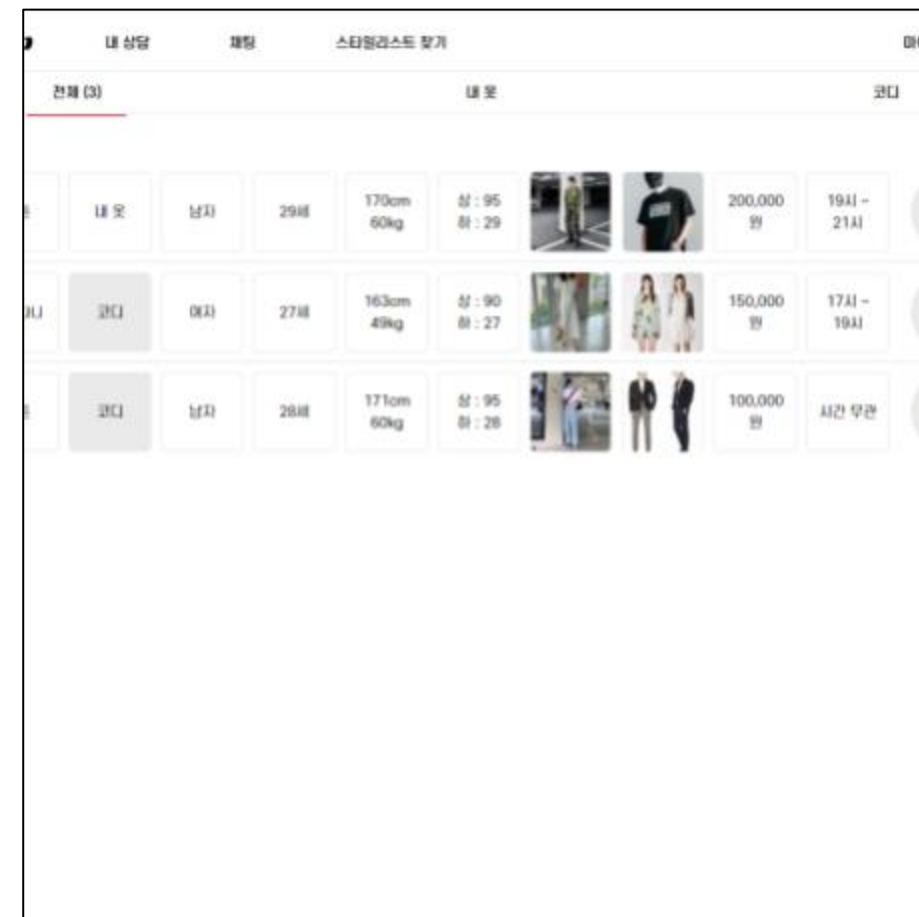 내 상담 채팅 스타일리스트 찾기
전체 (3) 내 옷 코디
내 옷 남자 29세 170cm 상 : 95 200,000 19시 ~
60kg 하 : 29 원 21시
코디 여자 27세 163cm 상 : 90 150,000 17시 ~
49kg 하 : 27 원 19시
코디 남자 28세 171cm 상 : 95 100,000 시간 무관
60kg 하 : 28 원